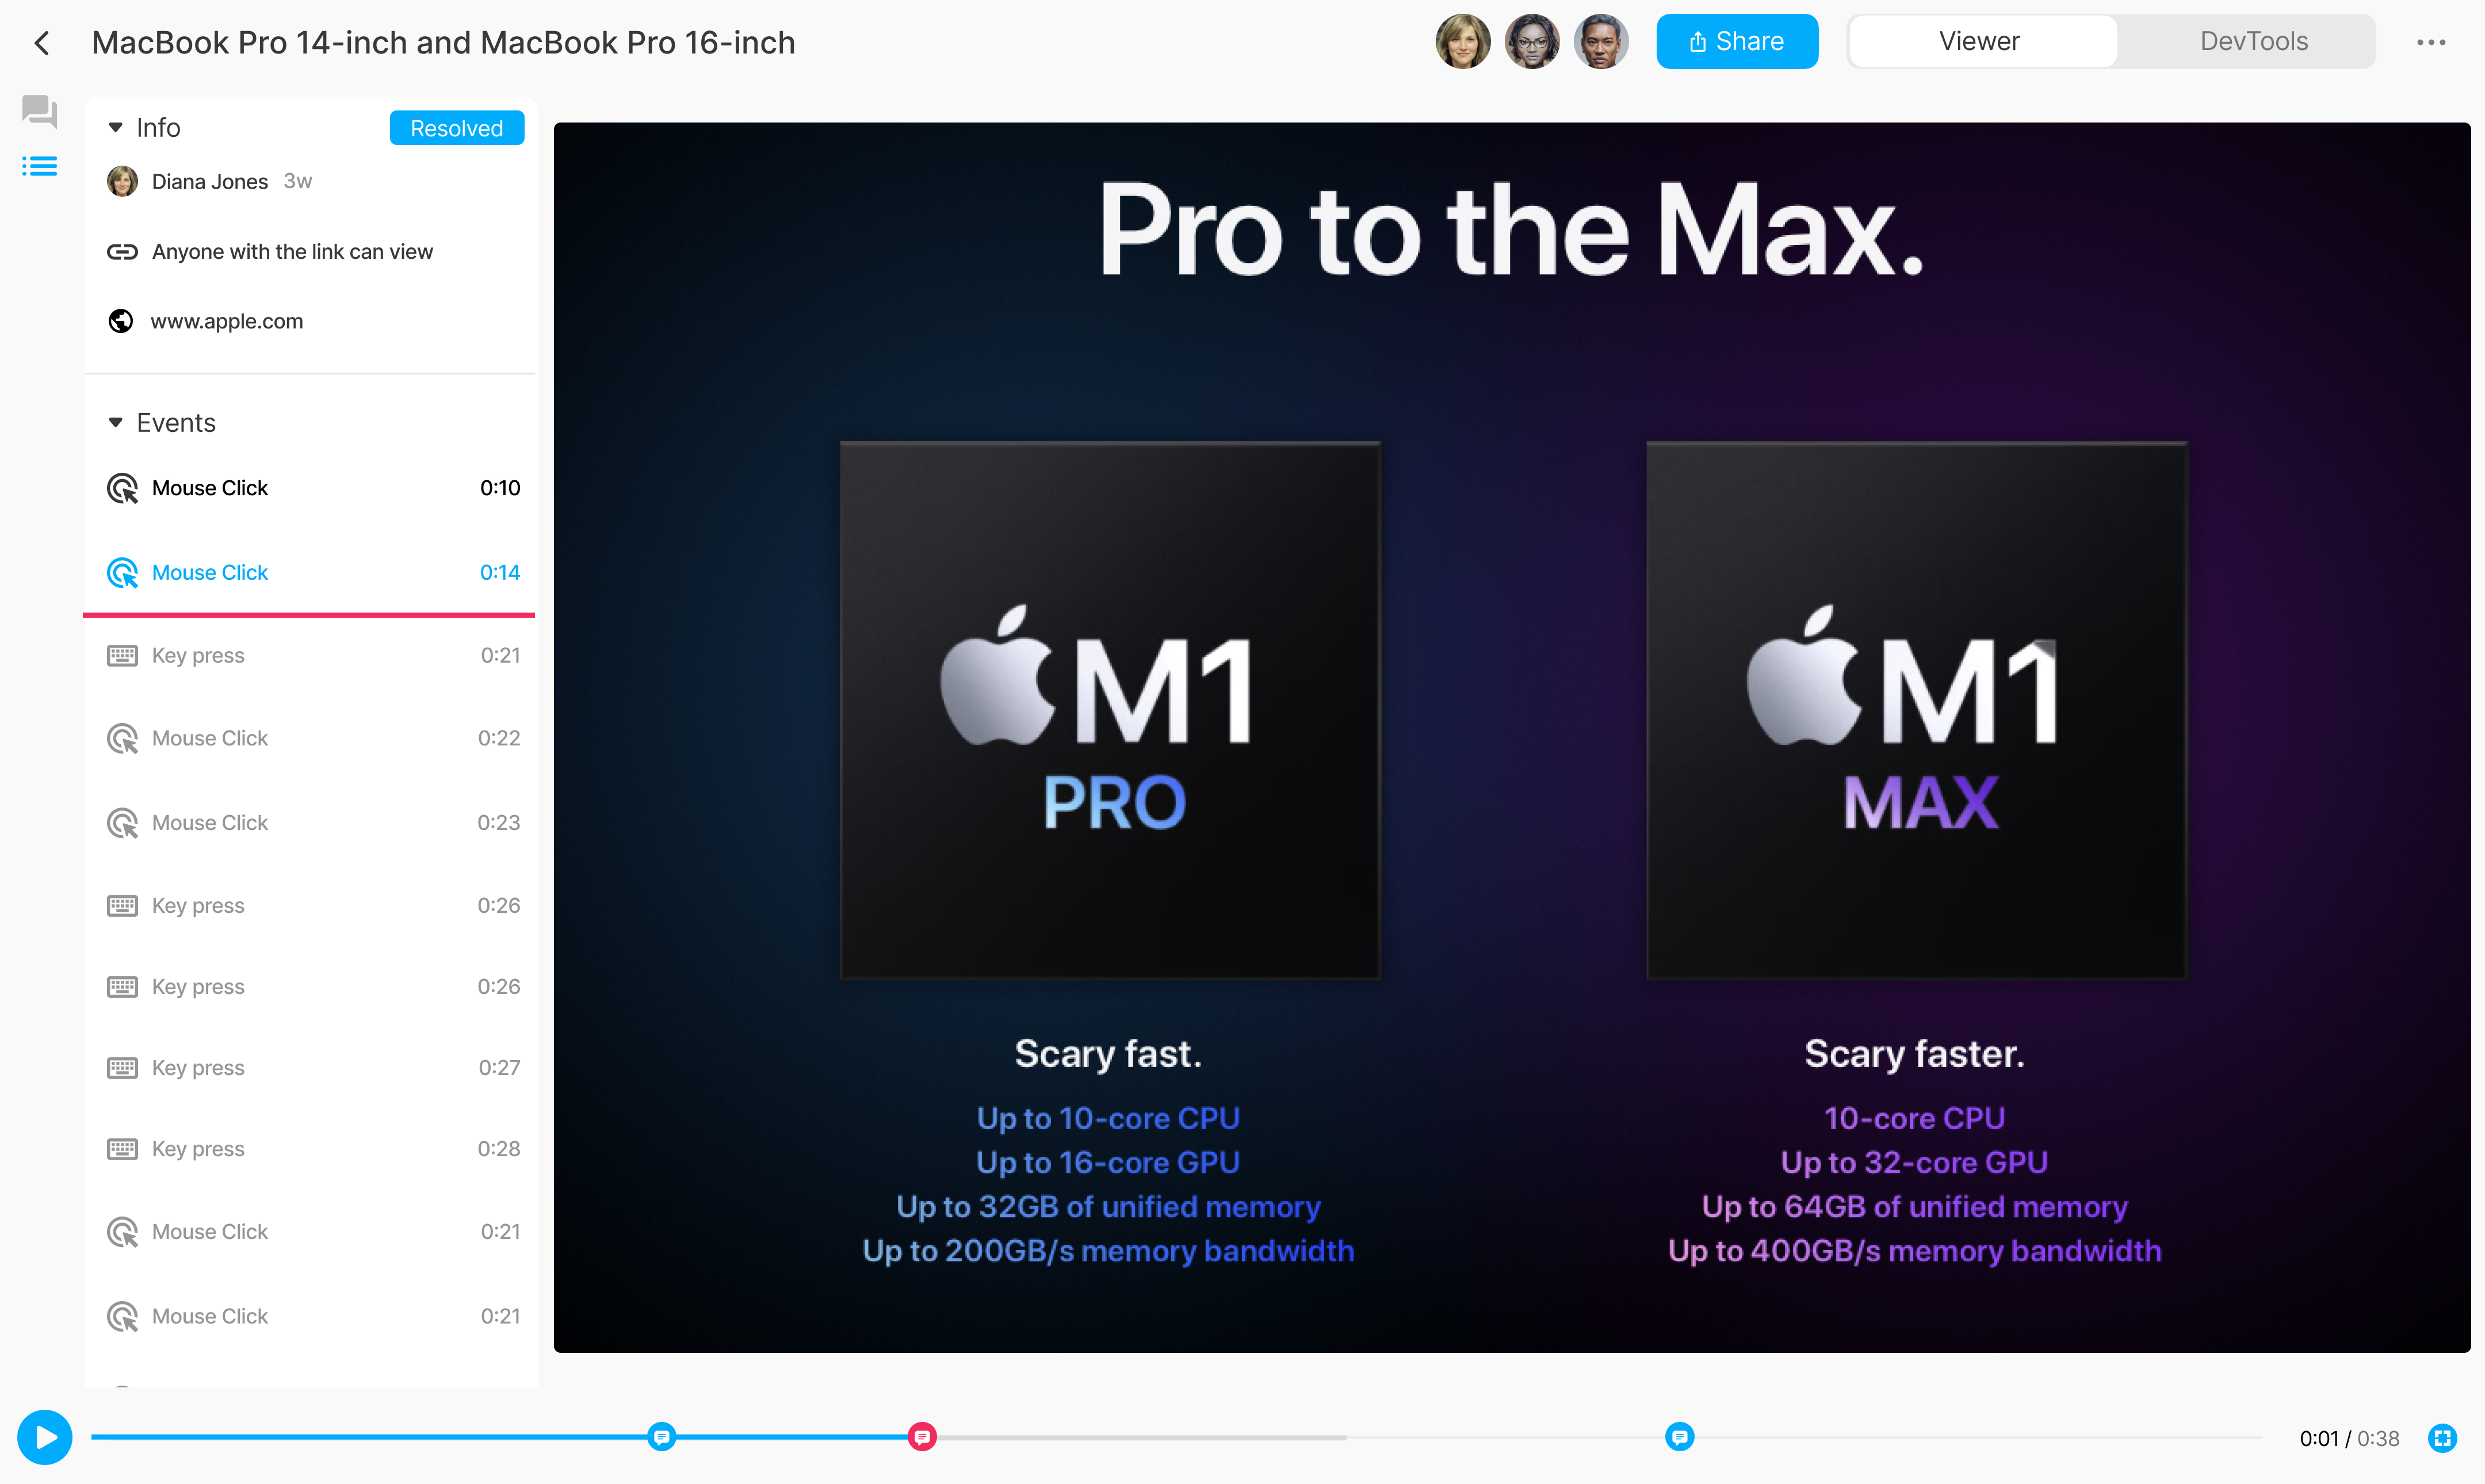 MacBook Pro 14-inch and MacBook Pro 16-inch
Share
Viewer
DevTools
Info
Resolved
Diana Jones 3w
Anyone with the link can view
www.apple.com
Events
Mouse Click 0:10
Mouse Click 0:14
Key press 0:21
Mouse Click 0:22
Mouse Click 0:23
Key press 0:26
Key press 0:26
Key press 0:27
Key press 0:28
Mouse Click 0:21
Mouse Click 0:21
Pro to the Max.
M1
PRO
Scary fast.
Up to 10-core CPU
Up to 16-core GPU
Up to 32GB of unified memory
Up to 200GB/s memory bandwidth
M1
MAX
Scary faster.
10-core CPU
Up to 32-core GPU
Up to 64GB of unified memory
Up to 400GB/s memory bandwidth
0:01 / 0:38